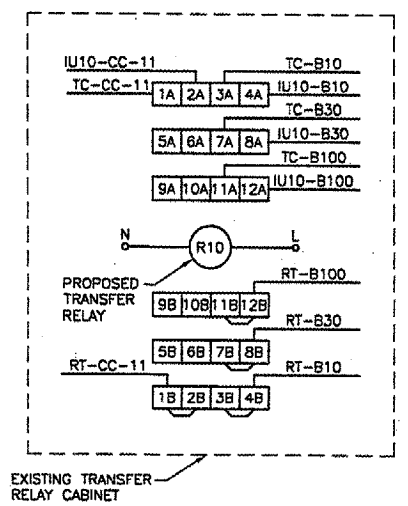 IU10-CC-11
TC-B10
TC-CC-11
1A 2A 3A 4A
IU10-B10
TC-B30
5A 6A 7A 8A
IU10-B30
TC-B100
9A 10A 11A 12A
IU10-B100
N
R10
L
PROPOSED
TRANSFER
RELAY
RT-B100
9B 10B 11B 12B
RT-B30
5B 6B 7B 8B
RT-CC-11
RT-B10
1B 2B 3B 4B
EXISTING TRANSFER
RELAY CABINET